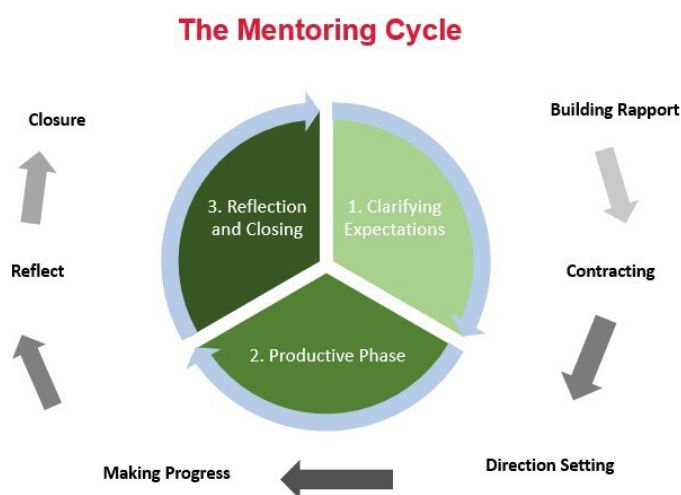 The Mentoring Cycle
Building Rapport
Contracting
Direction Setting
Making Progress
Reflect
Closure
1. Clarifying
Expectations
2. Productive Phase
3. Reflection
and Closing